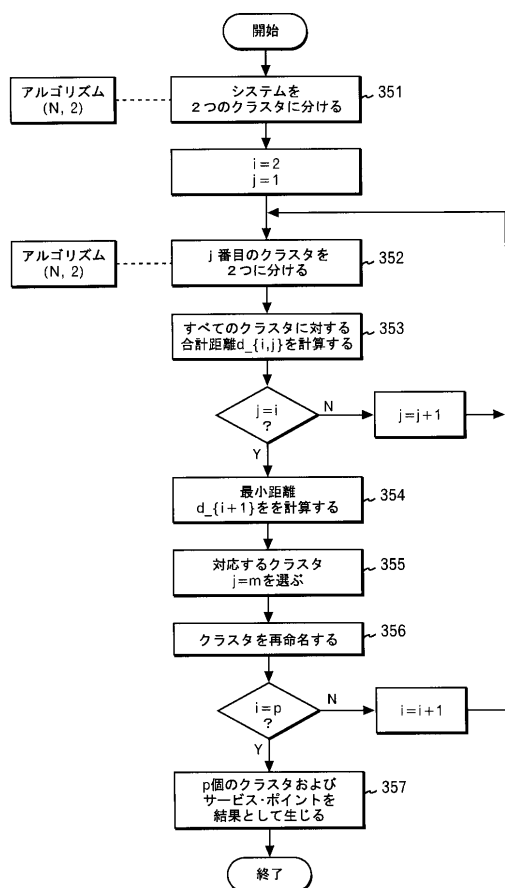 開始
アルゴリズム
(N, 2)
システムを
2つのクラスタに分ける
351
i=2
j=1
アルゴリズム
(N, 2)
j番目のクラスタを
2つに分ける
352
すべてのクラスタに対する
合計距離d_{i,j}を計算する
353
j=i
?
N
j=j+1
Y
最小距離
d_{i+1}をを計算する
354
対応するクラスタ
j=mを選ぶ
355
クラスタを再命名する
356
i=p
?
N
i=i+1
Y
p個のクラスタおよび
サービス・ポイントを
結果として生じる
357
終了